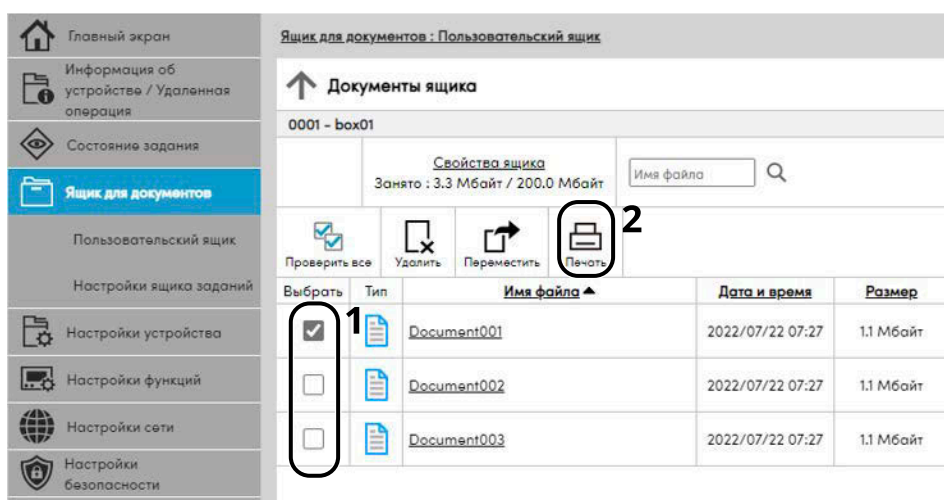 Главный экран
Информация об
устройстве / Удаленная
операция
Состояние задания
Ящик для документов
Пользовательский ящик
Настройки ящика заданий
Настройки устройства
Настройки функций
Настройки сети
Настройки
безопасности
Ящик для документов : Пользовательский ящик
Документы ящика
0001 - box01
Свойства ящика
Занято : 3.3 Мбайт / 200.0 Мбайт
Имя файла
Проверить все Удалить Переместить Печать 2
Выбрать Тип Имя файла Дата и время Размер
1 Document001 2022/07/22 07:27 1.1 Мбайт
Document002 2022/07/22 07:27 1.1 Мбайт
Document003 2022/07/22 07:27 1.1 Мбайт